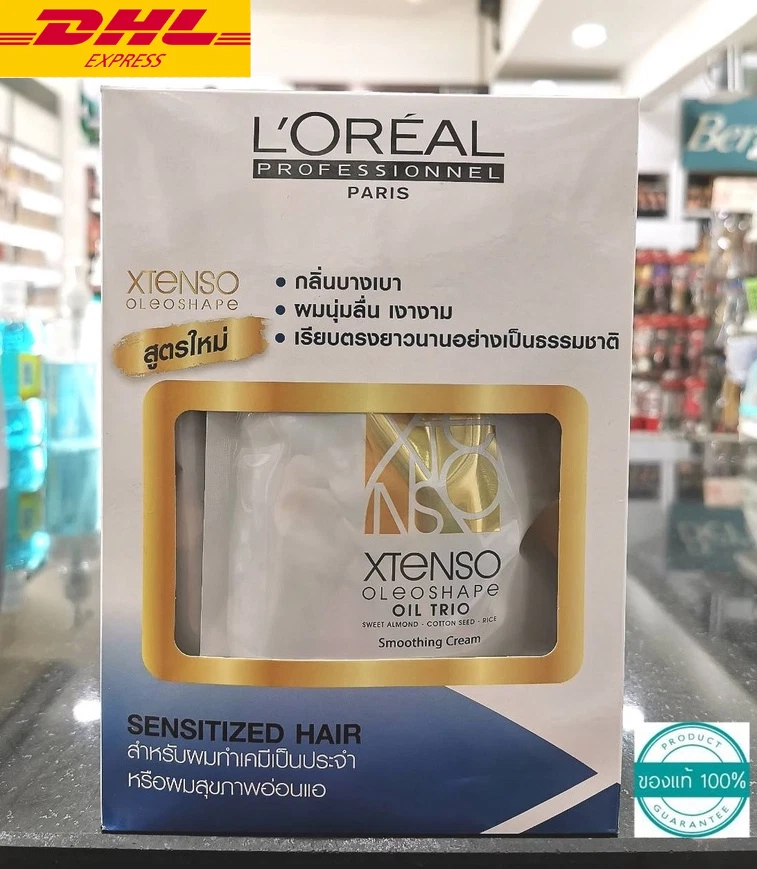 DHL
EXPRESS
L'ORÉAL
PROFESSIONNEL
PARIS
XTENSO
OLEOSHAPE
สูตรใหม่
• กลิ่นบางเบา
• ผมนุ่มลื่น เงางาม
• เรียบตรงยาวนานอย่างเป็นธรรมชาติ
XTENSO
OLEOSHAPE
OIL TRIO
SWEET ALMOND - COTTON SEED - RICE
Smoothing Cream
SENSITIZED HAIR
สำหรับผมทำเคมีเป็นประจำ
หรือผมสุขภาพอ่อนแอ
PRODUCT
ของแท้ 100%
GUARANTEE